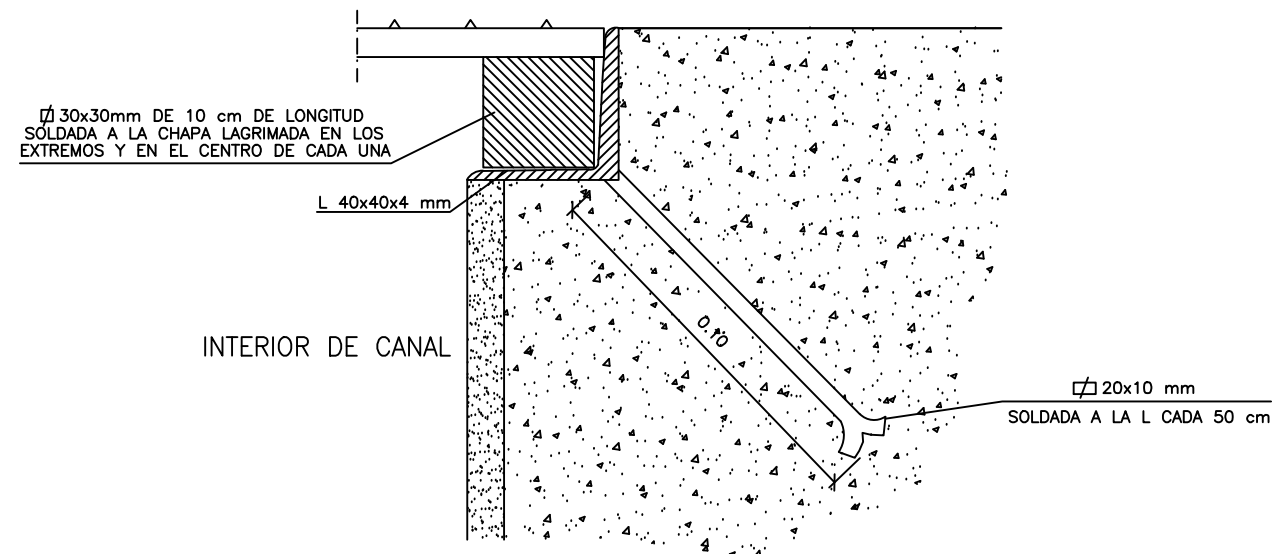 30x30mm DE 10 cm DE LONGITUD
SOLDADA A LA CHAPA LAGRIMADA EN LOS
EXTREMOS Y EN EL CENTRO DE CADA UNA
L 40x40x4 mm
INTERIOR DE CANAL
0.10
20x10 mm
SOLDADA A LA L CADA 50 cm